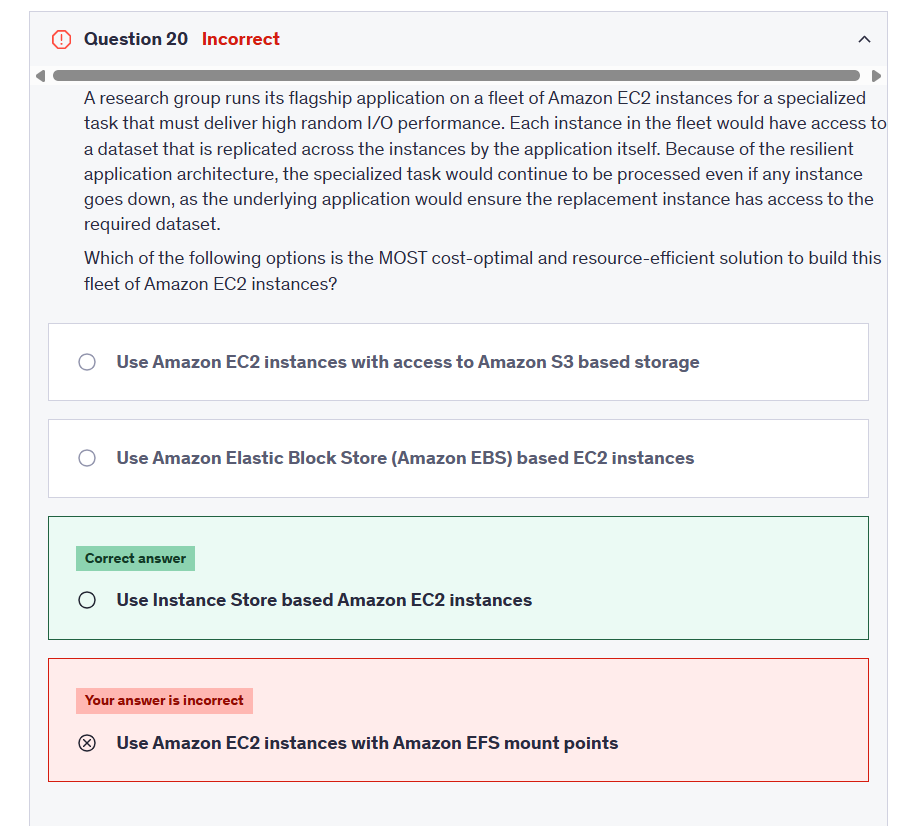 Question 20 Incorrect
A research group runs its flagship application on a fleet of Amazon EC2 instances for a specialized
task that must deliver high random I/O performance. Each instance in the fleet would have access to
a dataset that is replicated across the instances by the application itself. Because of the resilient
application architecture, the specialized task would continue to be processed even if any instance
goes down, as the underlying application would ensure the replacement instance has access to the
required dataset.
Which of the following options is the MOST cost-optimal and resource-efficient solution to build this
fleet of Amazon EC2 instances?
Use Amazon EC2 instances with access to Amazon S3 based storage
Use Amazon Elastic Block Store (Amazon EBS) based EC2 instances
Correct answer
Use Instance Store based Amazon EC2 instances
Your answer is incorrect
Use Amazon EC2 instances with Amazon EFS mount points